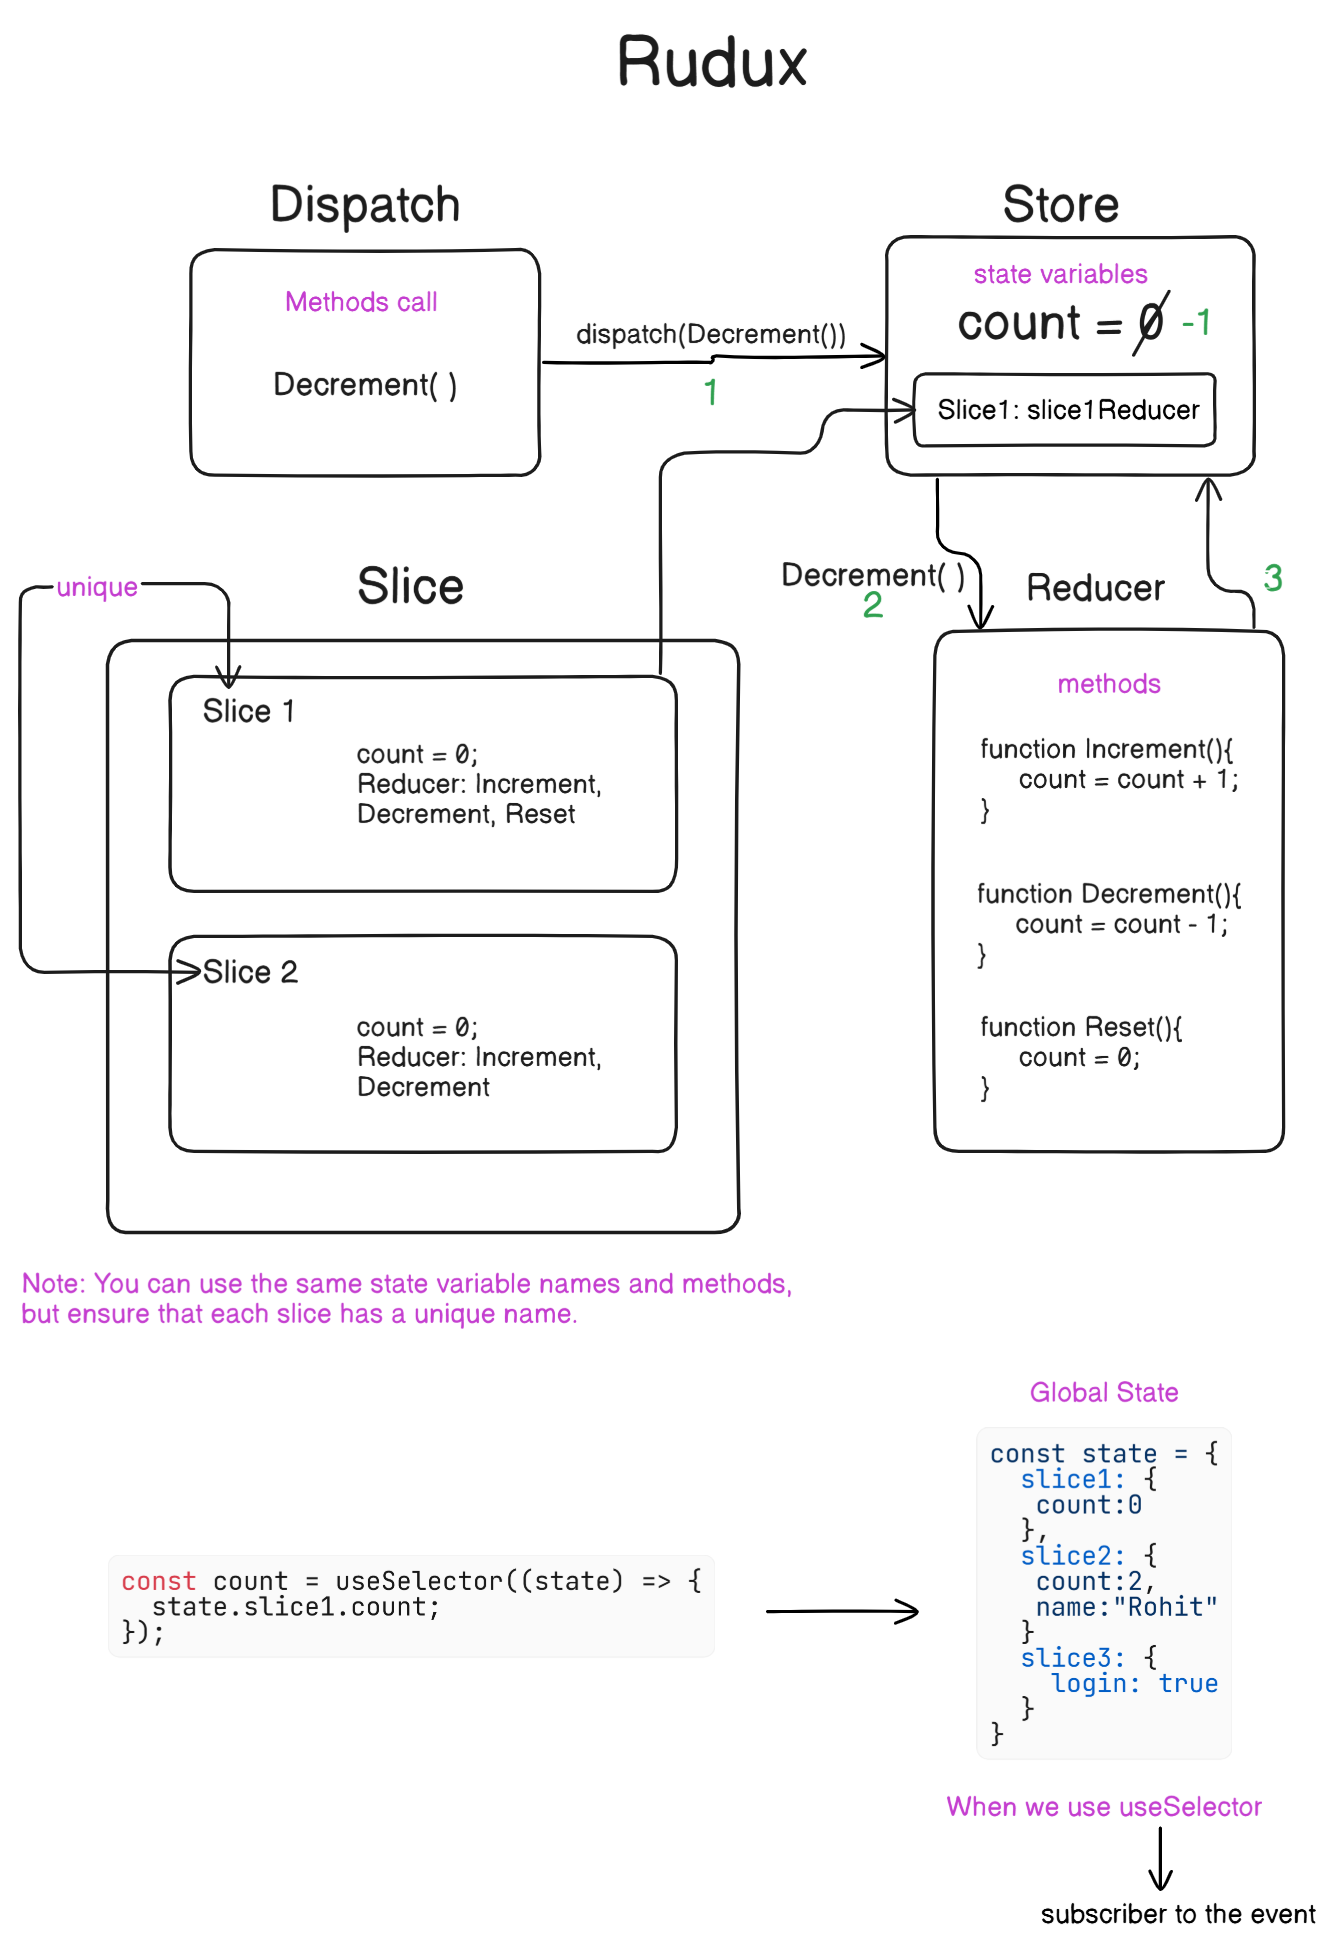 Rudux
Dispatch
Methods call
Decrement( )
dispatch(Decrement())
1
Store
state variables
count = 0 -1
Slice1: slice1Reducer
Decrement( )
2
3
Reducer
methods
function Increment(){
count = count + 1;
}
function Decrement(){
count = count - 1;
}
function Reset(){
count = 0;
}
unique
Slice
Slice 1
count = 0;
Reducer: Increment,
Decrement, Reset
Slice 2
count = 0;
Reducer: Increment,
Decrement
Note: You can use the same state variable names and methods,
but ensure that each slice has a unique name.
const count = useSelector((state) => {
state.slice1.count;
});
Global State
const state = {
slice1: {
count:0
},
slice2: {
count:2,
name:"Rohit"
}
slice3: {
login: true
}
}
When we use useSelector
subscriber to the event